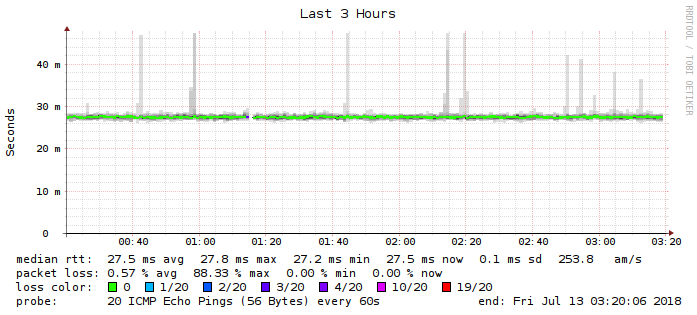 Last 3 Hours
RRDTOOL / TOBI OETIKER
Seconds
40 m
30 m
20 m
10 m
0
00:40 01:00 01:20 01:40 02:00 02:20 02:40 03:00 03:20
median rtt: 27.5 ms avg 27.8 ms max 27.2 ms min 27.5 ms now 0.1 ms sd 253.8 am/s
packet loss: 0.57 % avg 88.33 % max 0.00 % min 0.00 % now
loss color: 0 1/20 2/20 3/20 4/20 10/20 19/20
probe: 20 ICMP Echo Pings (56 Bytes) every 60s end: Fri Jul 13 03:20:06 2018